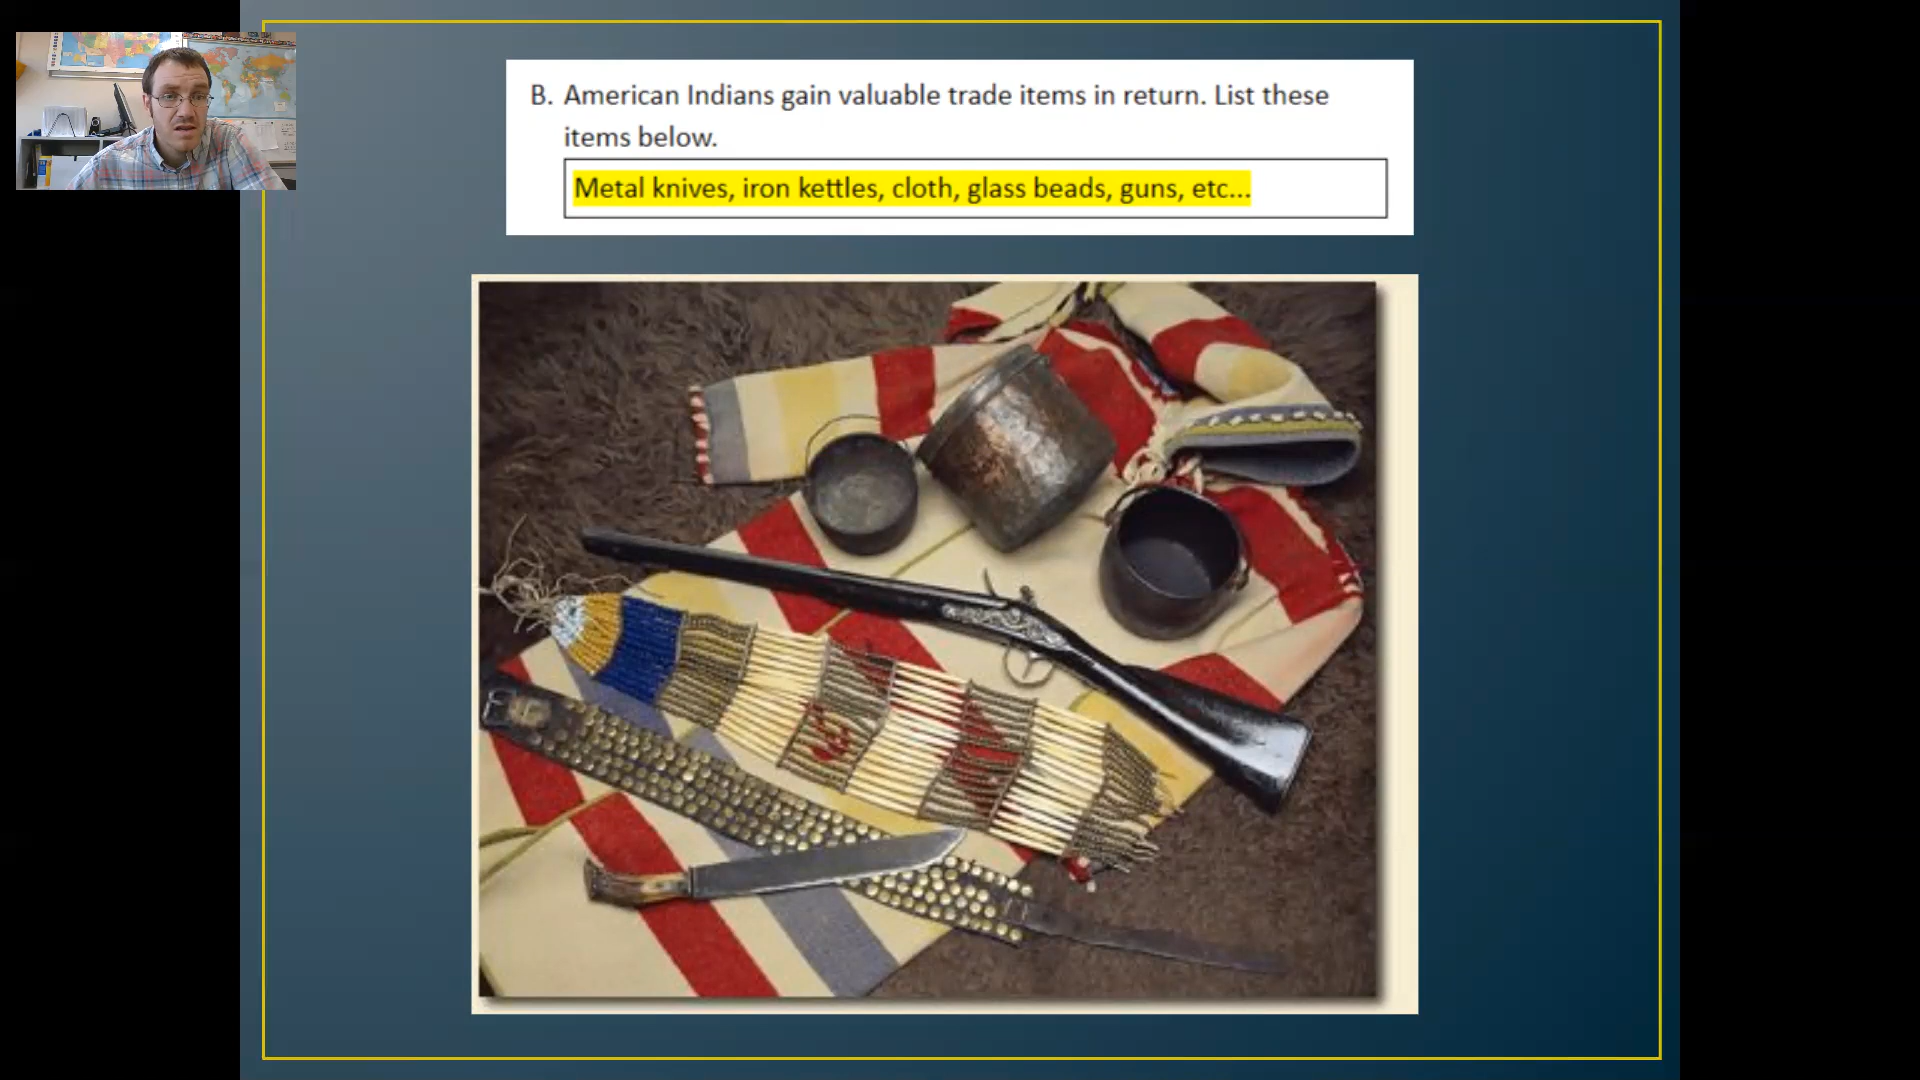 B. American Indians gain valuable trade items in return. List these
items below.
Metal knives, iron kettles, cloth, glass beads, guns, etc...